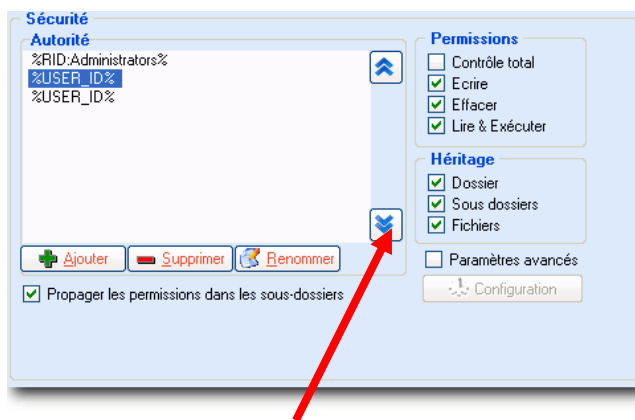 Sécurité
Autorité
%RID:Administrators%
%USER_ID%
%USER_ID%
Ajouter
Supprimer
Renommer
Propager les permissions dans les sous-dossiers
Permissions
Contrôle total
Ecrire
Effacer
Lire & Exécuter
Héritage
Dossier
Sous dossiers
Fichiers
Paramètres avancés
Configuration